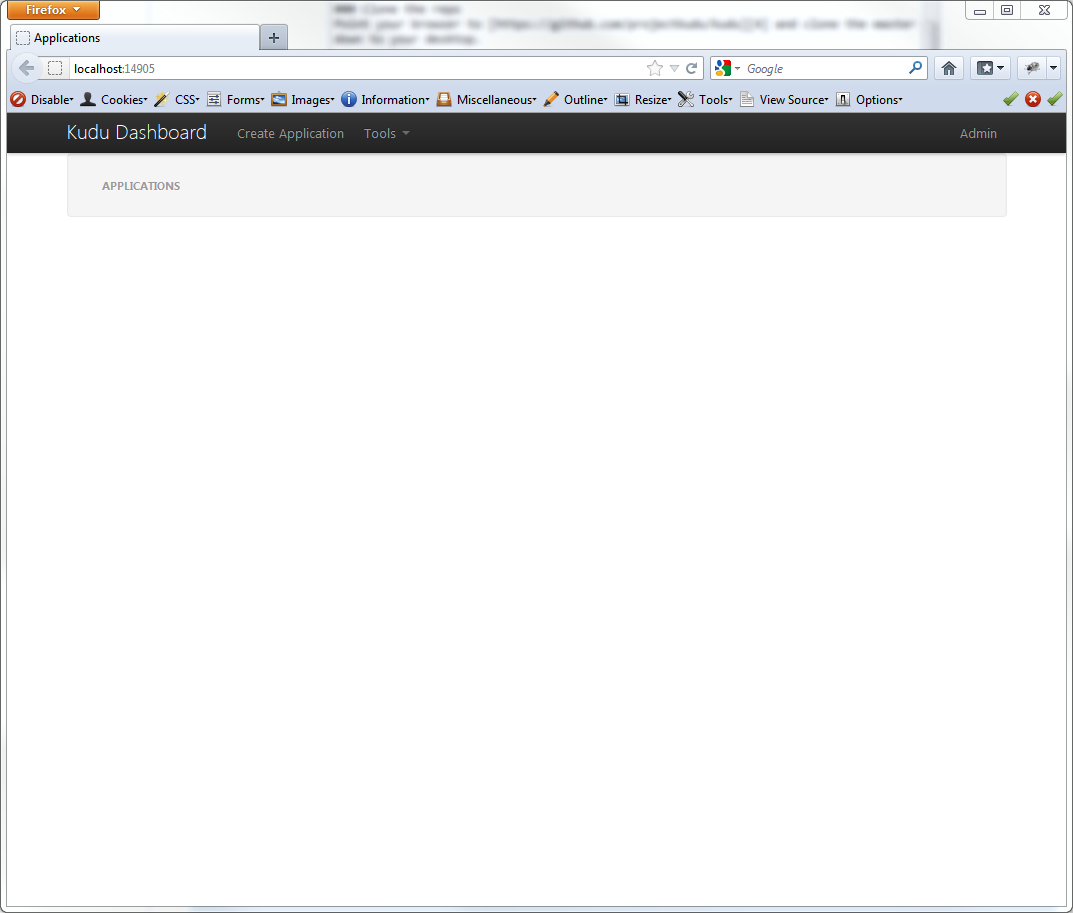 Firefox
### Clone the repo
Point your browser to [https://github.com/projectkudu/kudu][4] and clone the master
down to your desktop.
Applications
localhost:14905
Google
Disable Cookies CSS Forms Images Information Miscellaneous Outline Resize Tools View Source Options
Kudu Dashboard Create Application Tools Admin
APPLICATIONS